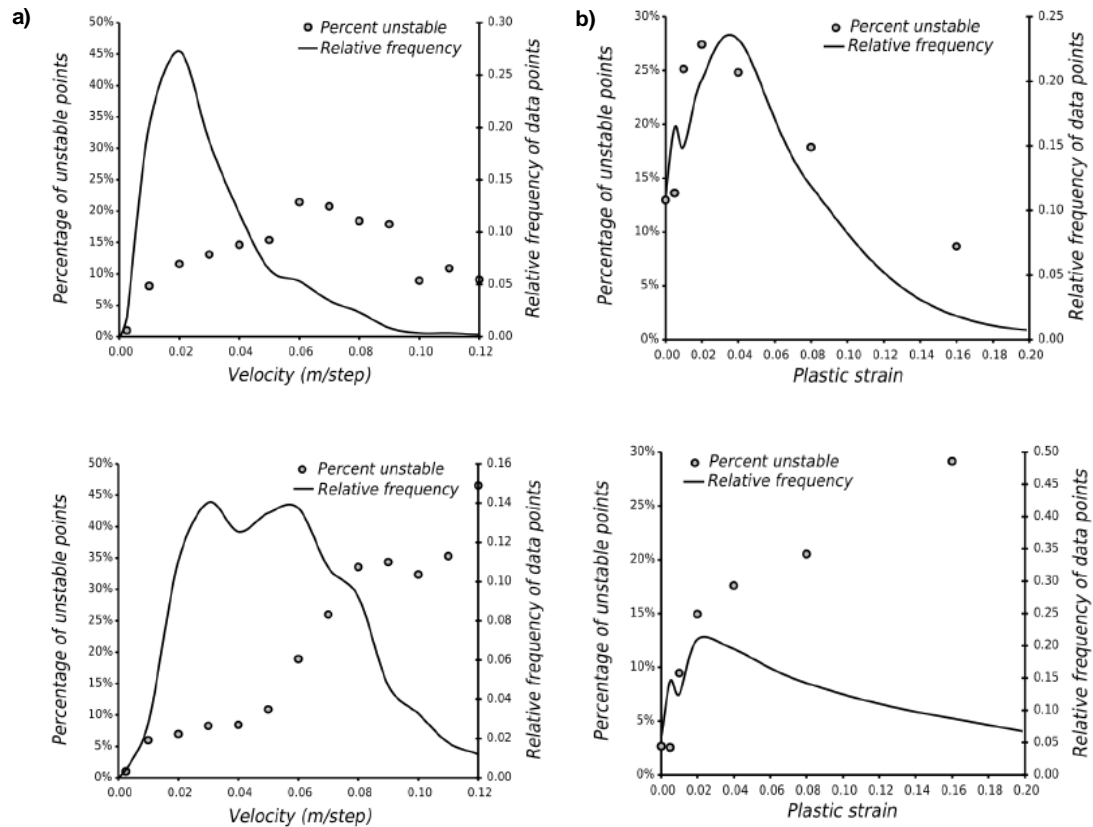 a)
Percent unstable
Relative frequency
Percentage of unstable points
50%
45%
40%
35%
30%
25%
20%
15%
10%
5%
0%
0.30
0.25
0.20
0.15
0.10
0.05
0.00
Relative frequency of data points
0.00 0.02 0.04 0.06 0.08 0.10 0.12
Velocity (m/step)
b)
Percent unstable
Relative frequency
Percentage of unstable points
30%
25%
20%
15%
10%
5%
0%
0.25
0.20
0.15
0.10
0.05
0.00
Relative frequency of data points
0.00 0.02 0.04 0.06 0.08 0.10 0.12 0.14 0.16 0.18 0.20
Plastic strain
Percent unstable
Relative frequency
Percentage of unstable points
50%
45%
40%
35%
30%
25%
20%
15%
10%
5%
0%
0.16
0.14
0.12
0.10
0.08
0.06
0.04
0.02
0.00
Relative frequency of data points
0.00 0.02 0.04 0.06 0.08 0.10 0.12
Velocity (m/step)
Percent unstable
Relative frequency
Percentage of unstable points
30%
25%
20%
15%
10%
5%
0%
0.50
0.45
0.40
0.35
0.30
0.25
0.20
0.15
0.10
0.05
0.00
Relative frequency of data points
0.00 0.02 0.04 0.06 0.08 0.10 0.12 0.14 0.16 0.18 0.20
Plastic strain